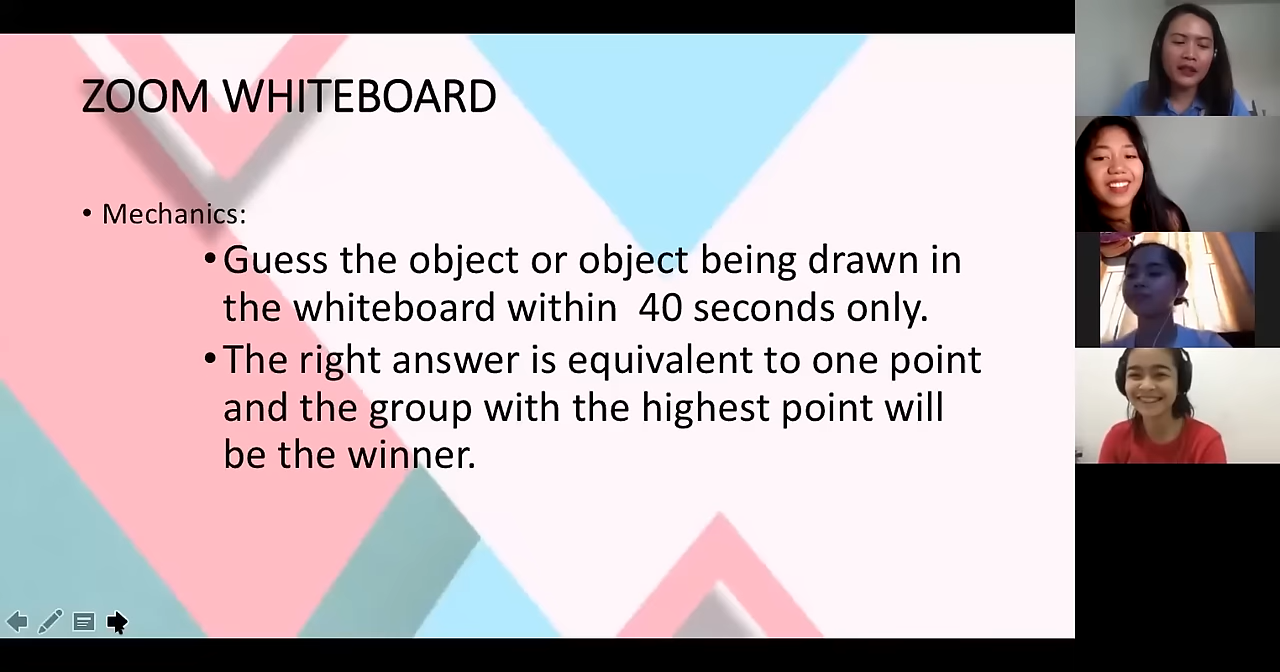 ZOOM WHITEBOARD
• Mechanics:
• Guess the object or object being drawn in
the whiteboard within  40 seconds only.
• The right answer is equivalent to one point
and the group with the highest point will
be the winner.